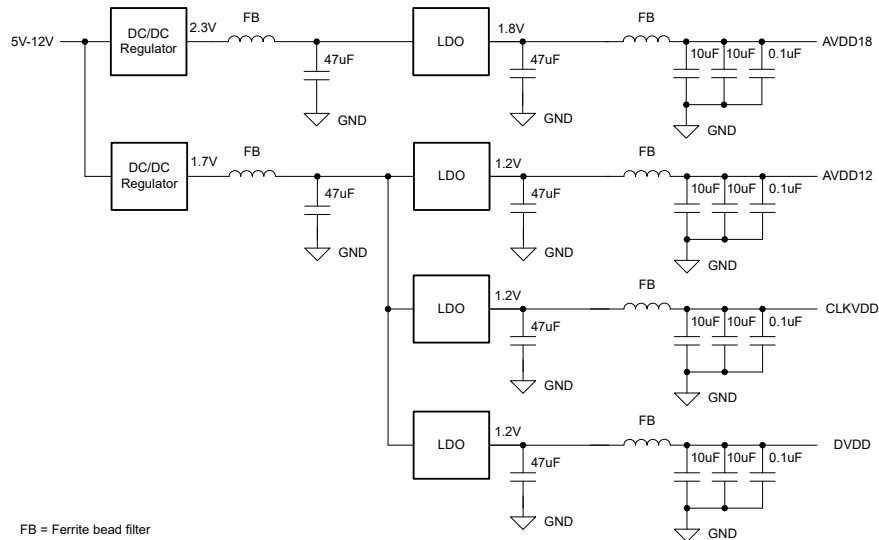 5V-12V
DC/DC
Regulator
2.3V
FB
47uF
GND
LDO
1.8V
47uF
GND
FB
10uF
10uF
0.1uF
GND
AVDD18
DC/DC
Regulator
1.7V
FB
47uF
GND
LDO
1.2V
47uF
GND
FB
10uF
10uF
0.1uF
GND
AVDD12
LDO
1.2V
47uF
GND
FB
10uF
10uF
0.1uF
GND
CLKVDD
LDO
1.2V
47uF
GND
FB
10uF
10uF
0.1uF
GND
DVDD
FB = Ferrite bead filter